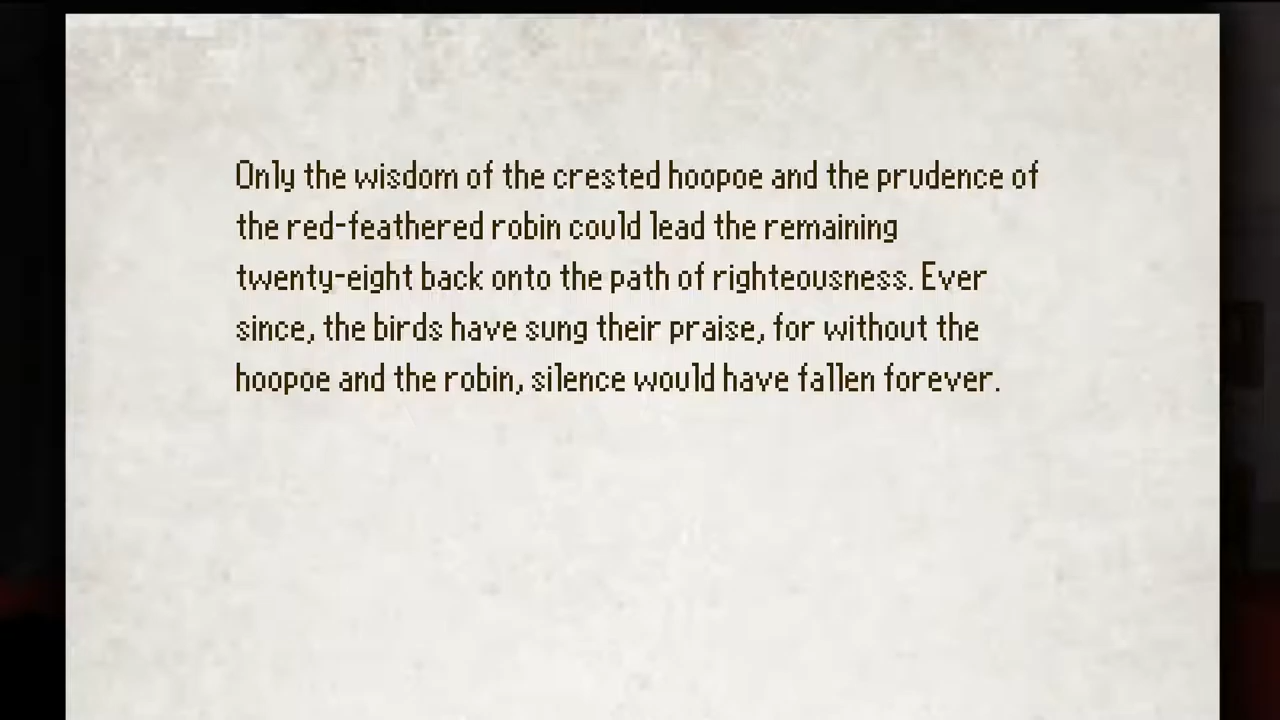 Only the wisdom of the crested hoopoe and the prudence of
the red-feathered robin could lead the remaining
twenty-eight back onto the path of righteousness. Ever
since, the birds have sung their praise, for without the
hoopoe and the robin, silence would have fallen forever.